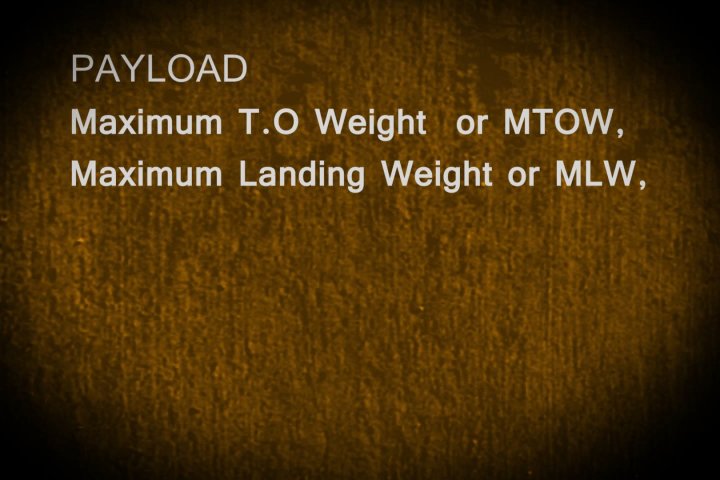 PAYLOAD
Maximum T.O Weight  or MTOW,
Maximum Landing Weight or MLW,